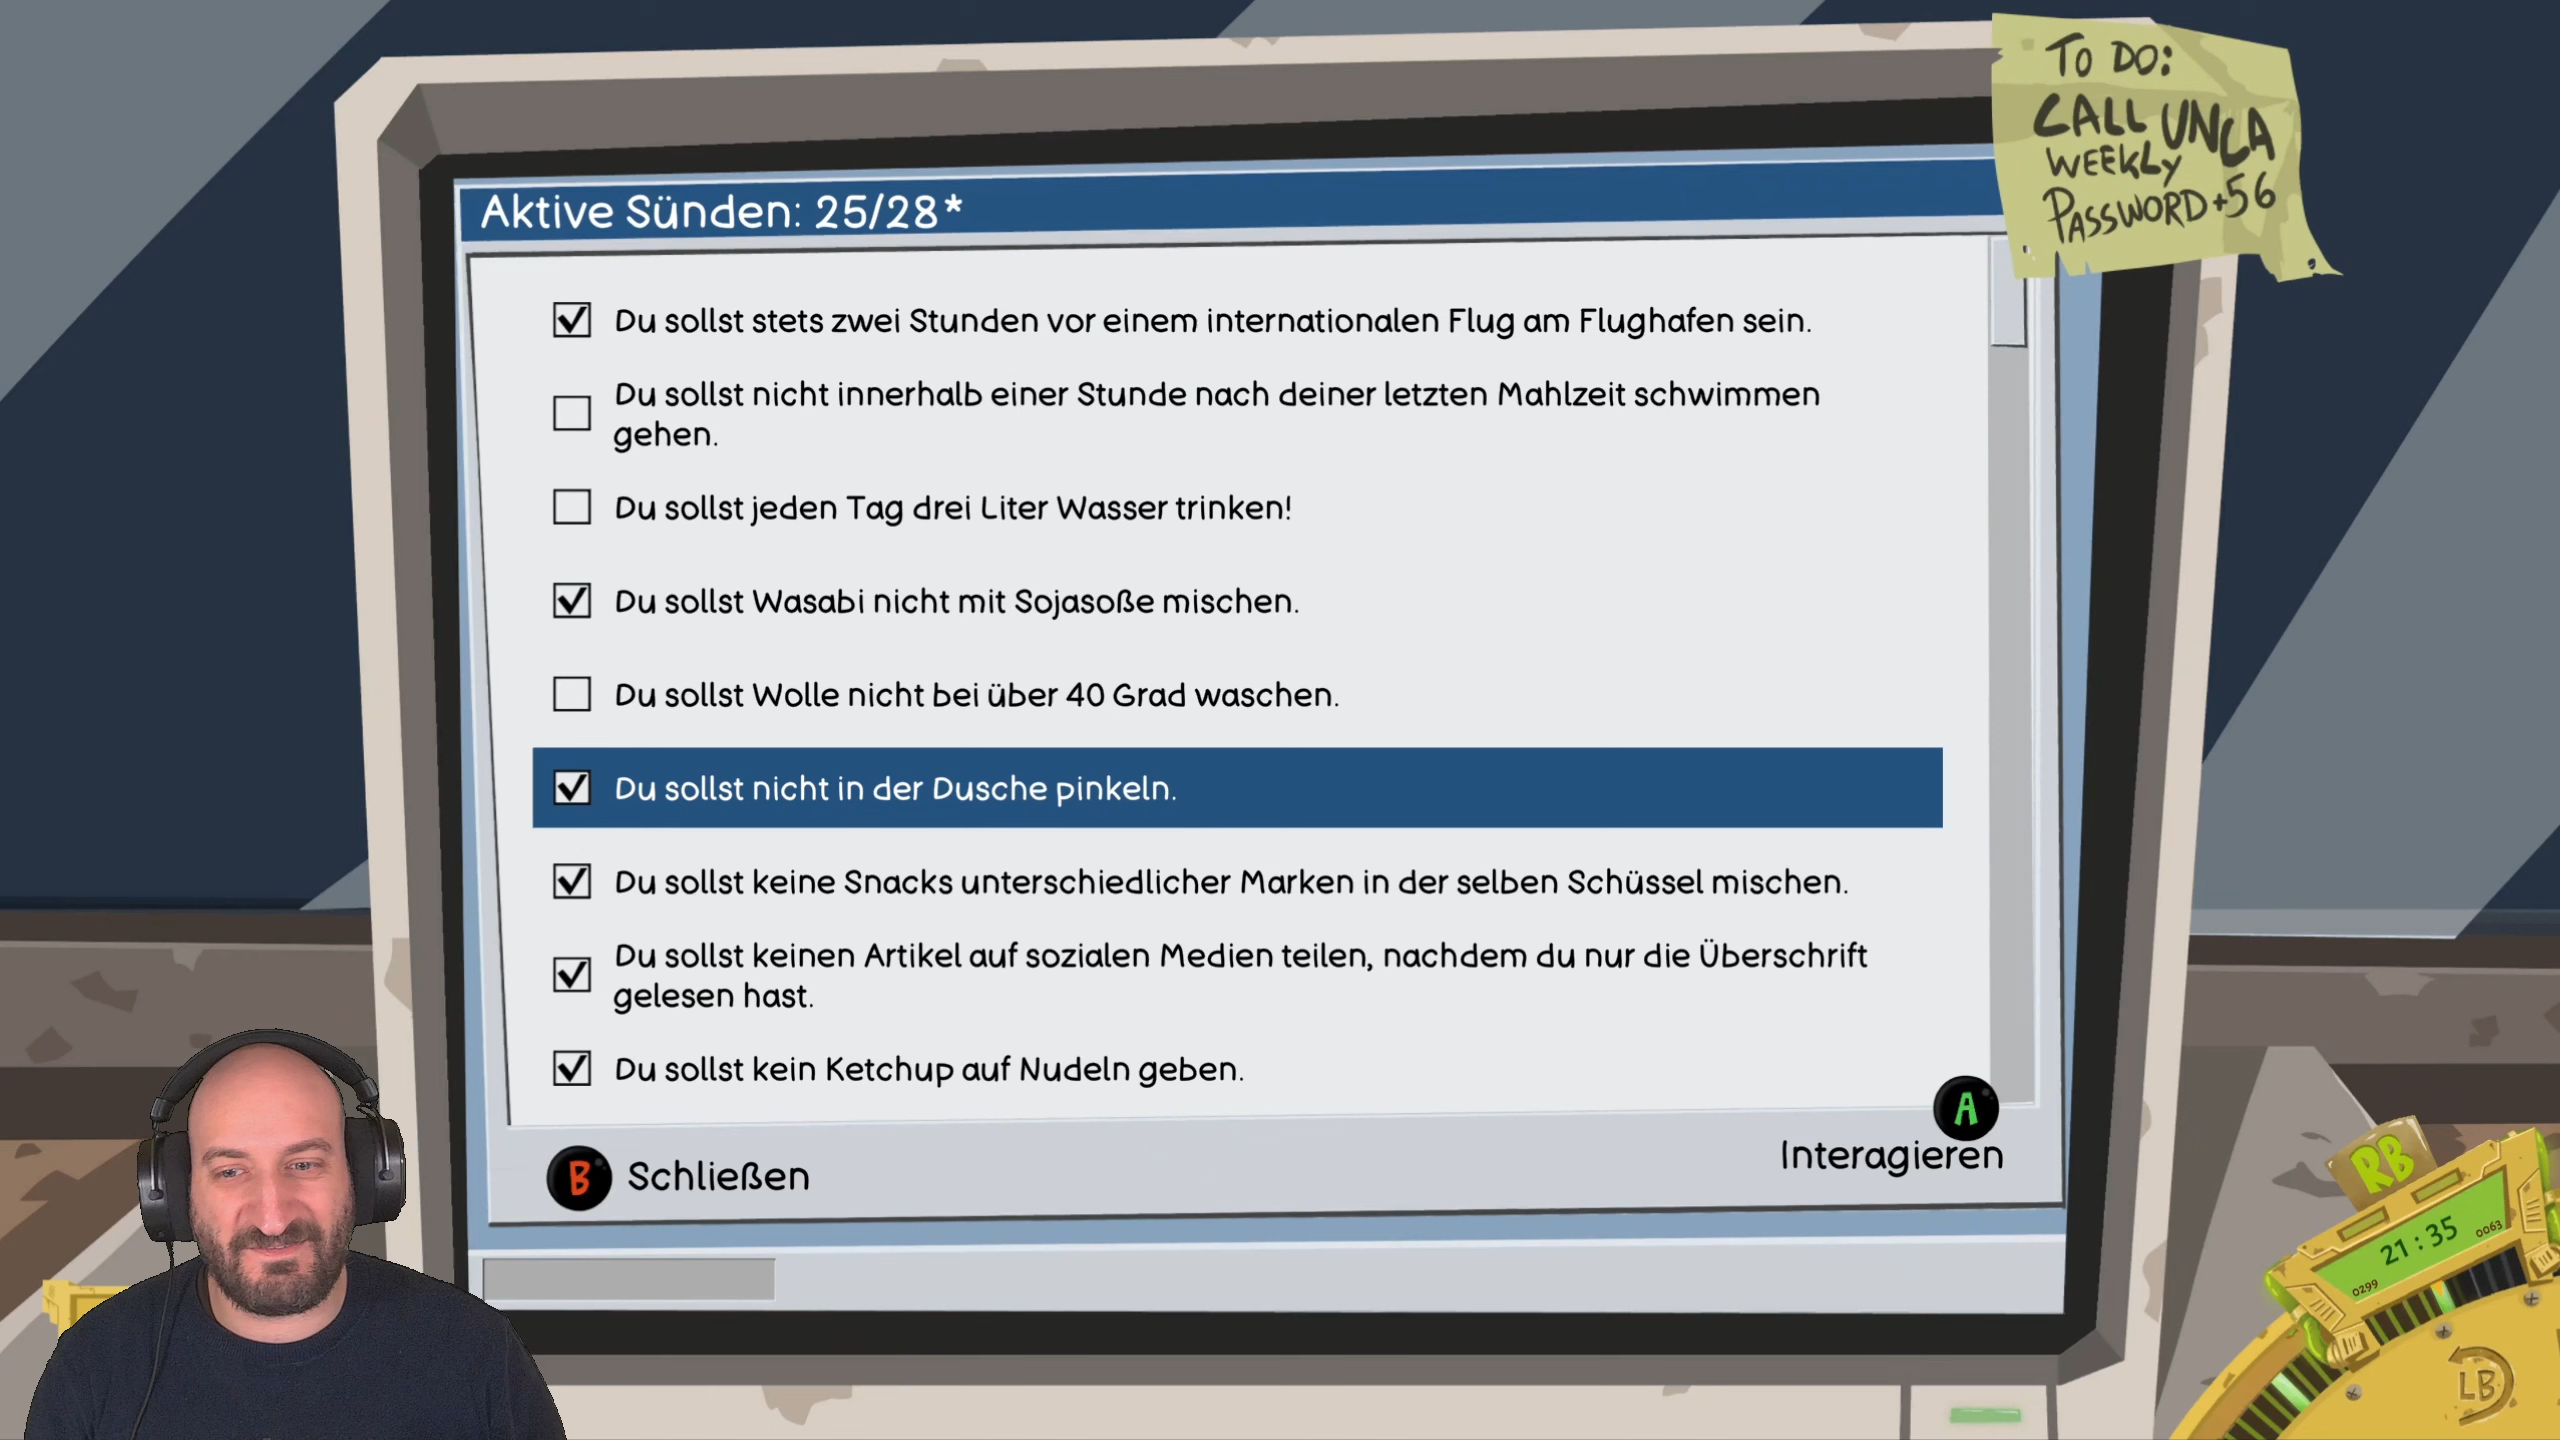 TO DO:
CALL UNCLA
WEEKLY
PASSWORD+56
Aktive Sünden: 25/28*
Du sollst stets zwei Stunden vor einem internationalen Flug am Flughafen sein.
Du sollst nicht innerhalb einer Stunde nach deiner letzten Mahlzeit schwimmen
gehen.
Du sollst jeden Tag drei Liter Wasser trinken!
Du sollst Wasabi nicht mit Sojasoße mischen.
Du sollst Wolle nicht bei über 40 Grad waschen.
Du sollst nicht in der Dusche pinkeln.
Du sollst keine Snacks unterschiedlicher Marken in der selben Schüssel mischen.
Du sollst keinen Artikel auf sozialen Medien teilen, nachdem du nur die Überschrift
gelesen hast.
Du sollst kein Ketchup auf Nudeln geben.
A
Interagieren
B Schließen
RB
21:35
0299
0063
LB